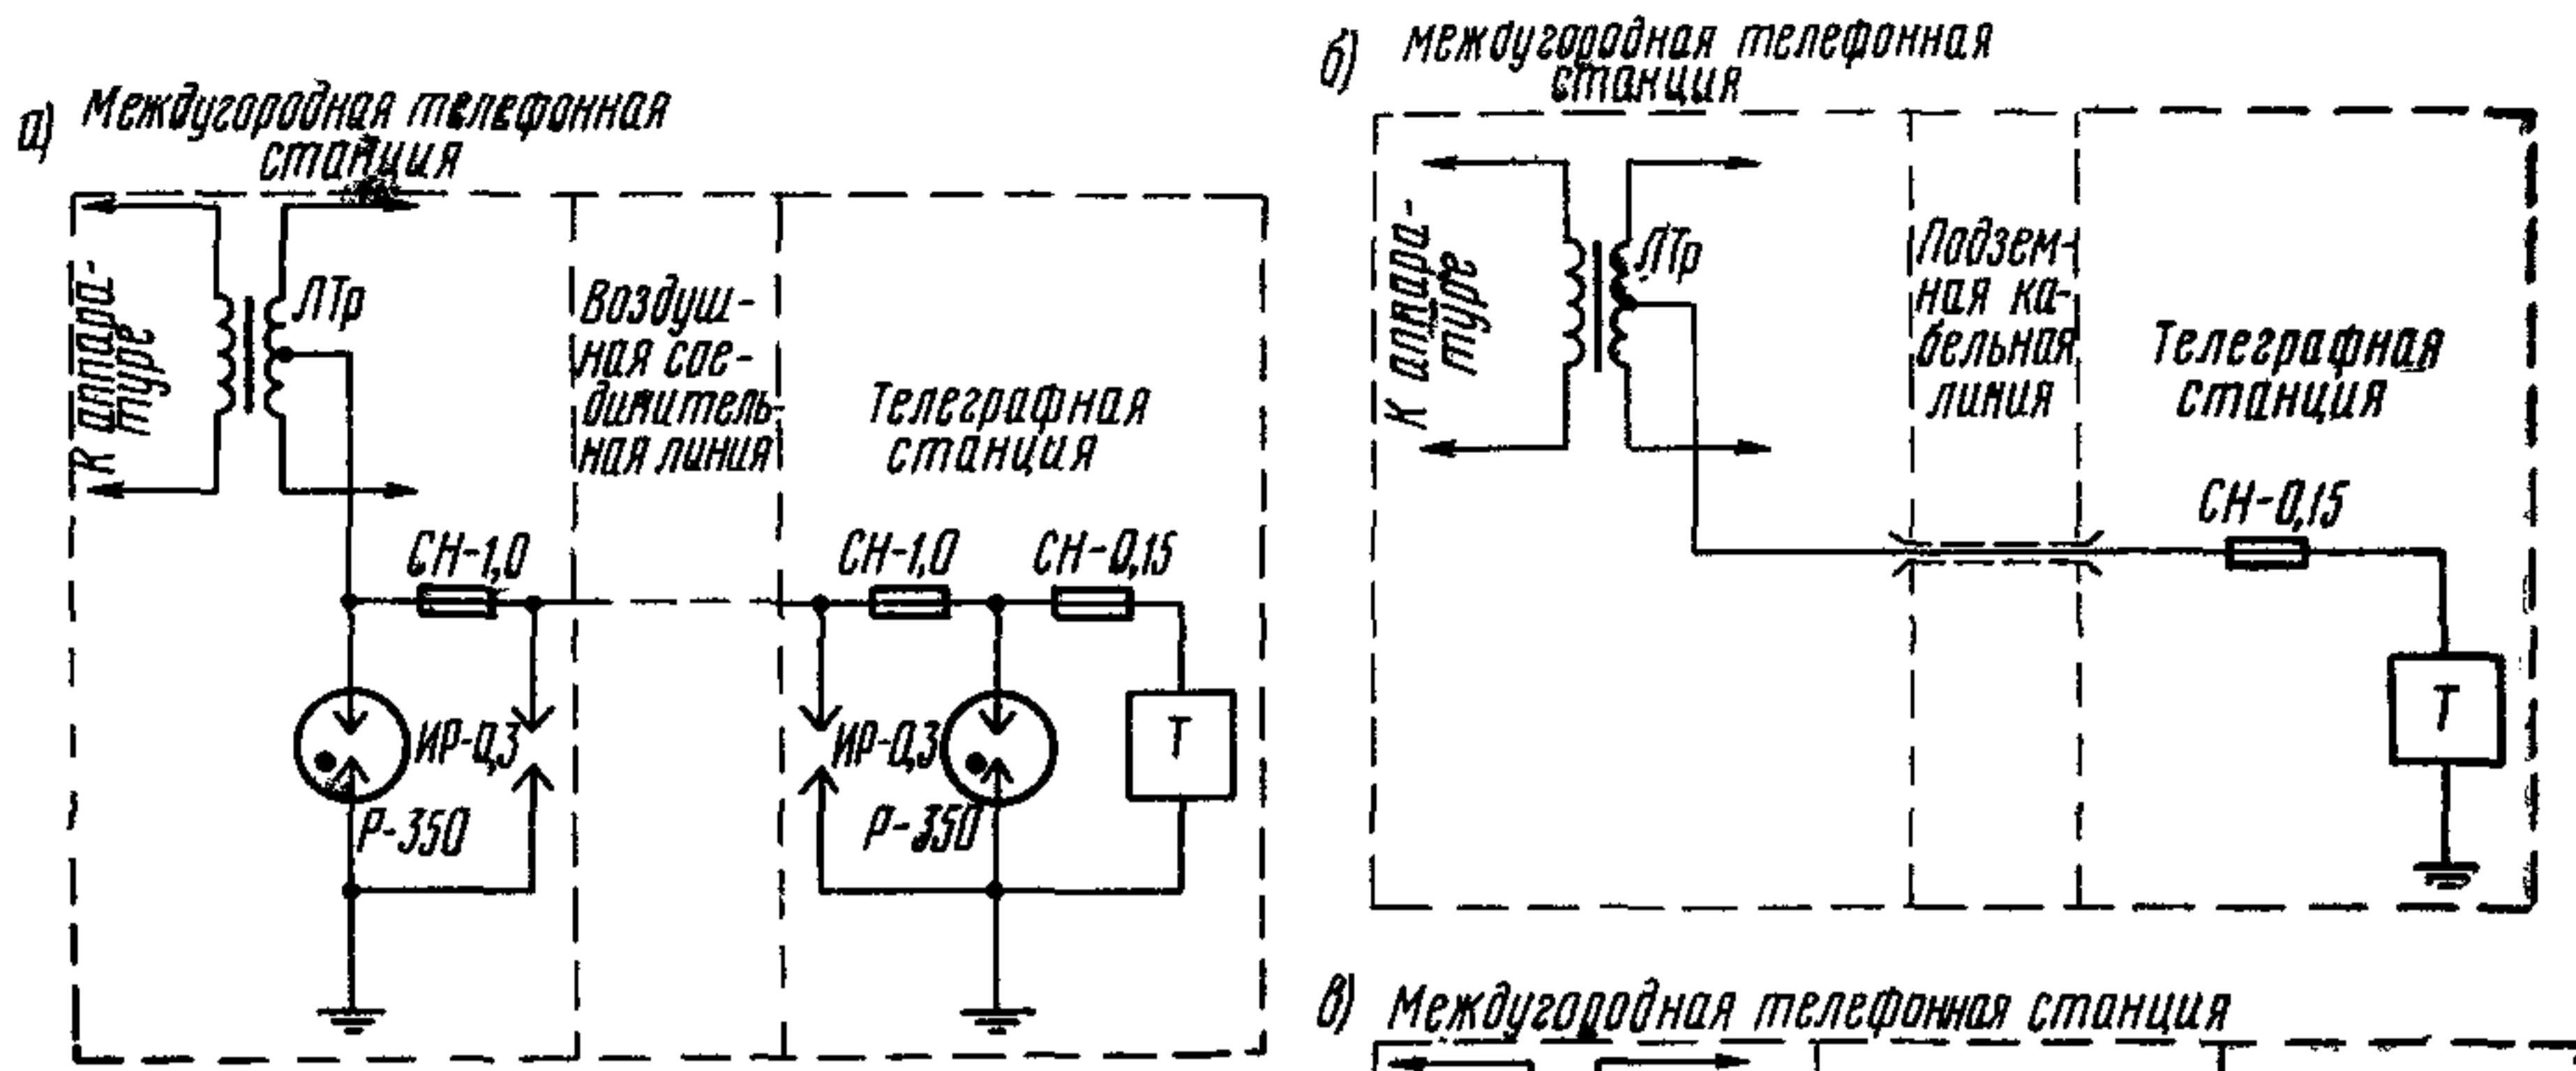 а) Междугородная телефонная
станция
К аппара-
туре
ЛТр
Воздуш-
ная сое-
динитель-
ная линия
Телеграфная
станция
СН-1,0
СН-1,0
СН-0,15
ИР-0,3
Р-350
ИР-0,3
Р-350
Т
б) междугородная телефонная
станция
К аппара-
туре
ЛТр
Подзем-
ная ка-
бельная
линия
Телеграфная
станция
СН-0,15
Т
в) Междугородная телефонная станция